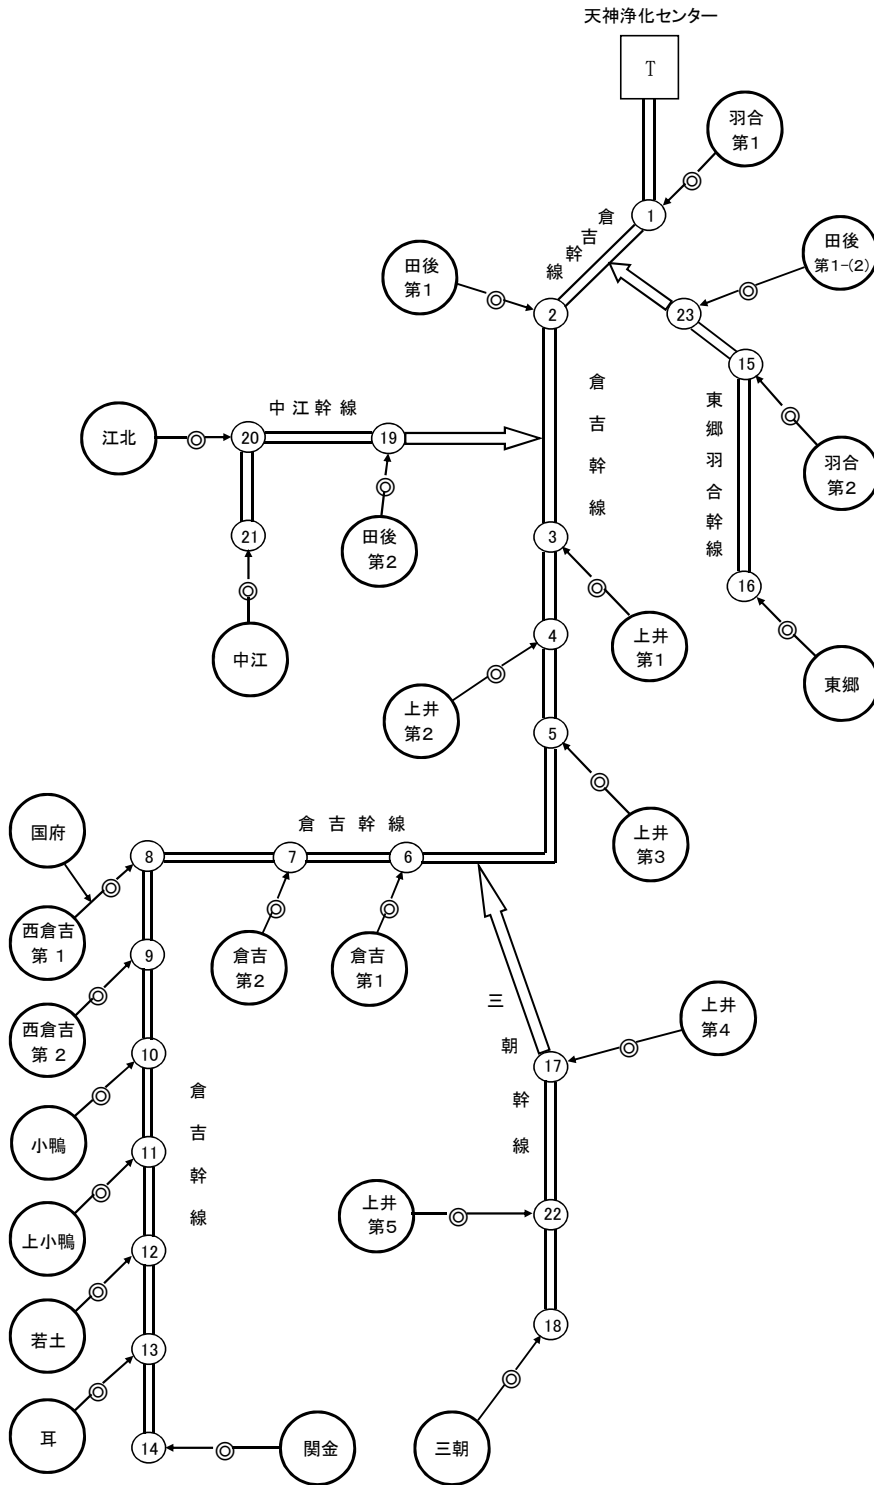 天神浄化センター
T
羽合
第1
1
倉吉幹線
田後
第1-(2)
田後
第1
2
23
15
倉吉幹線
東郷羽合幹線
中江幹線
江北
20
19
羽合
第2
21
田後
第2
3
16
中江
4
上井
第1
東郷
上井
第2
5
国府
倉吉幹線
上井
第3
8
7
6
西倉吉
第1
9
倉吉
第2
倉吉
第1
三朝幹線
上井
第4
西倉吉
第2
10
17
倉吉幹線
小鴨
11
上井
第5
22
上小鴨
12
18
若土
13
耳
14
関金
三朝